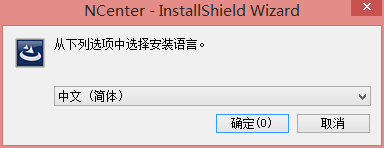 NCenter - InstallShield Wizard
从下列选项中选择安装语言。
中文 (简体)
确定(O)
取消